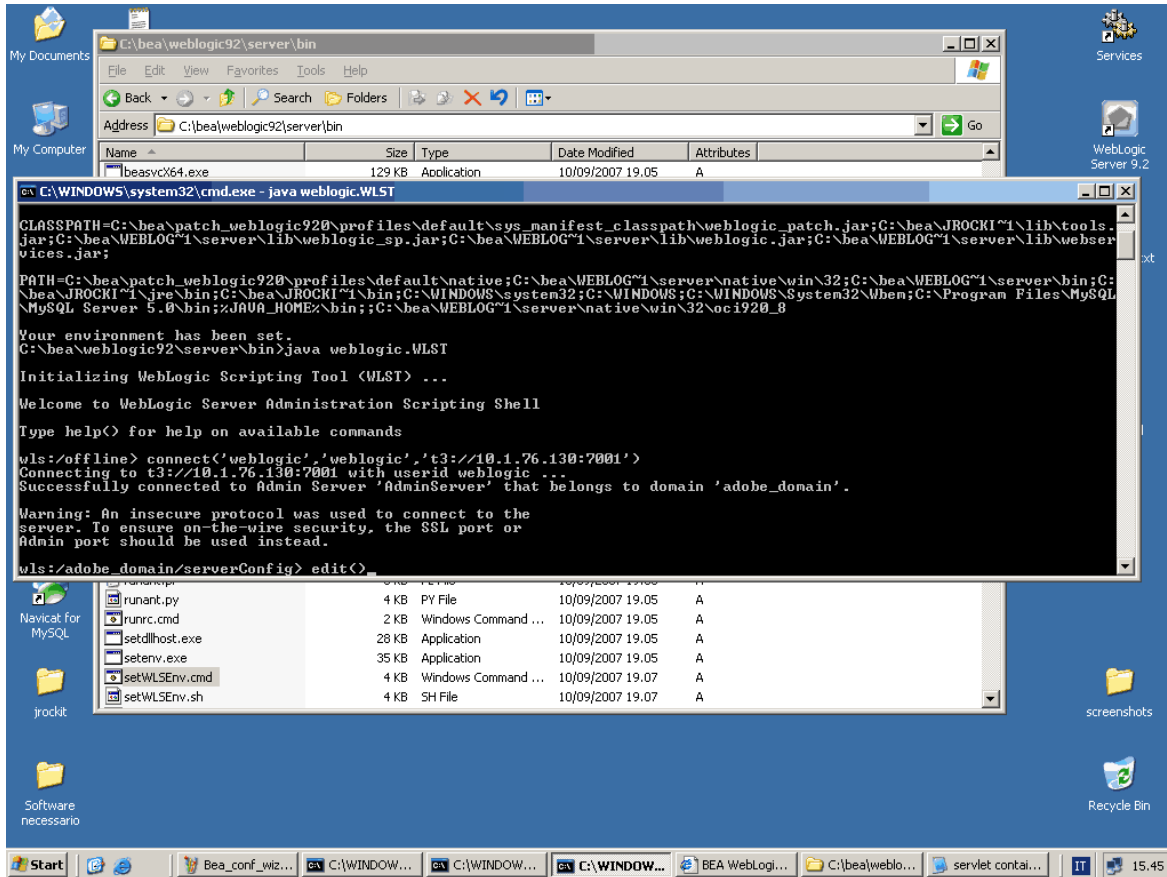 My Documents
Services
C:\bea\weblogic92\server\bin
File Edit View Favorites Tools Help
Back Search Folders
Address C:\bea\weblogic92\server\bin Go
My Computer
WebLogic
Server 9.2
Name Size Type Date Modified Attributes
beasvcX64.exe 129 KB Application 10/09/2007 19.05 A
C:\WINDOWS\system32\cmd.exe - java weblogic.WLST
CLASSPATH=C:\bea\patch_weblogic920\profiles\default\sys_manifest_classpath\weblogic_patch.jar;C:\bea\JROCKI~1\lib\tools.
jar;C:\bea\WEBLOG~1\server\lib\weblogic_sp.jar;C:\bea\WEBLOG~1\server\lib\weblogic.jar;C:\bea\WEBLOG~1\server\lib\webser
vices.jar;
PATH=C:\bea\patch_weblogic920\profiles\default\native;C:\bea\WEBLOG~1\server\native\win\32;C:\bea\WEBLOG~1\server\bin;C:
\bea\JROCKI~1\jre\bin;C:\bea\JROCKI~1\bin;C:\WINDOWS\system32;C:\WINDOWS;C:\WINDOWS\System32\Wbem;C:\Program Files\MySQL
\MySQL Server 5.0\bin;%JAVA_HOME%\bin;;C:\bea\WEBLOG~1\server\native\win\32\oci920_8
Your environment has been set.
C:\bea\weblogic92\server\bin>java weblogic.WLST
Initializing WebLogic Scripting Tool (WLST) ...
Welcome to WebLogic Server Administration Scripting Shell
Type help() for help on available commands
wls:/offline> connect('weblogic','weblogic','t3://10.1.76.130:7001')
Connecting to t3://10.1.76.130:7001 with userid weblogic ...
Successfully connected to Admin Server 'AdminServer' that belongs to domain 'adobe_domain'.
Warning: An insecure protocol was used to connect to the
server. To ensure on-the-wire security, the SSL port or
Admin port should be used instead.
wls:/adobe_domain/serverConfig> edit()_
runant.py 4 KB PY File 10/09/2007 19.05 A
runrc.cmd 2 KB Windows Command ... 10/09/2007 19.05 A
setdllhost.exe 28 KB Application 10/09/2007 19.05 A
setenv.exe 35 KB Application 10/09/2007 19.05 A
setWLSEnv.cmd 4 KB Windows Command ... 10/09/2007 19.07 A
setWLSEnv.sh 4 KB SH File 10/09/2007 19.07 A
Navicat for
MySQL
jrockit
screenshots
Software
necessario
Recycle Bin
Start Bea_conf_wiz... C:\WINDOW... C:\WINDOW... C:\WINDOW... BEA WebLogi... C:\bea\weblo... servlet contai... IT 15.45